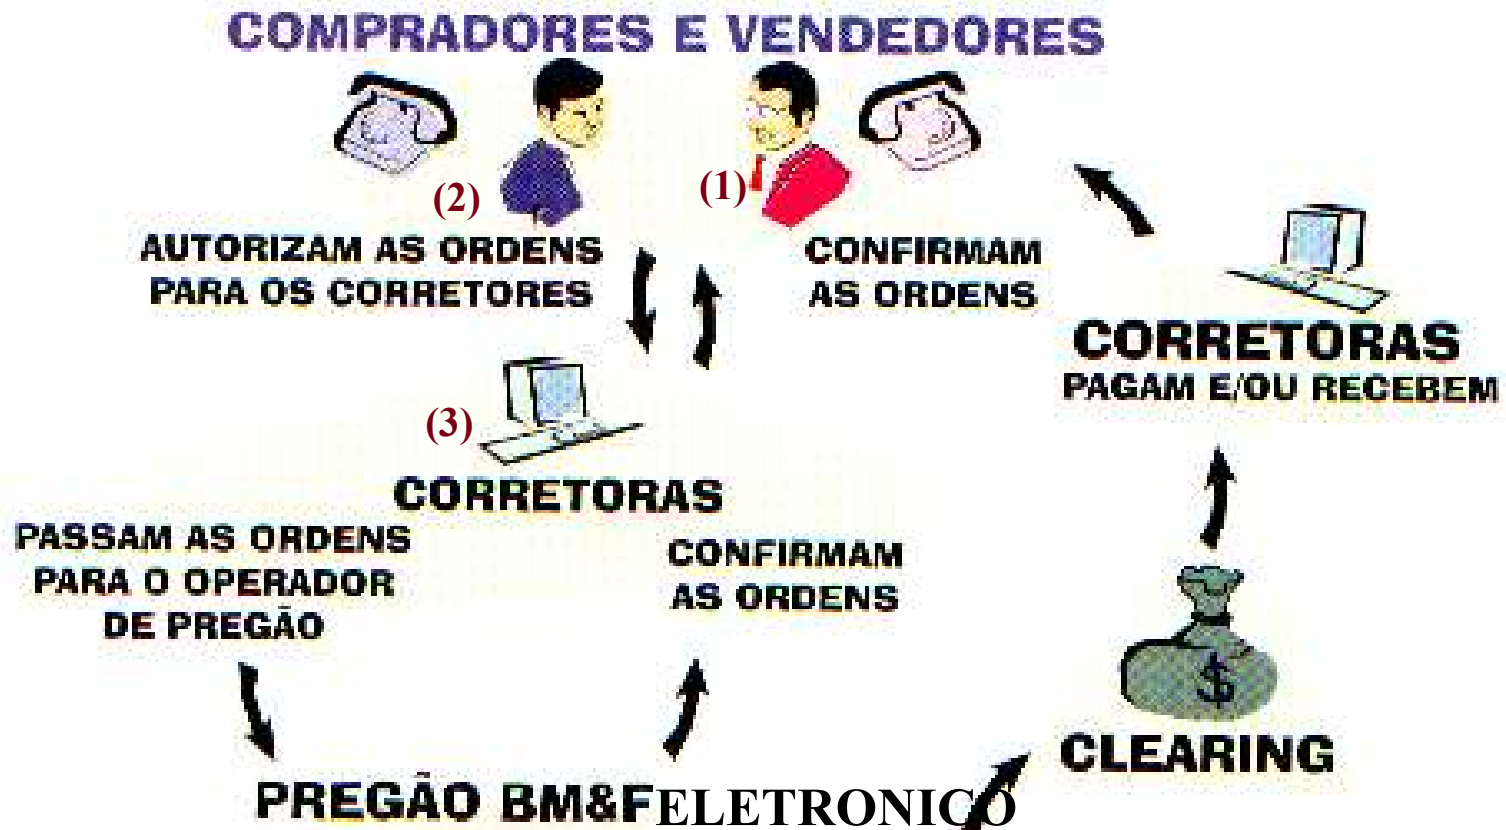 COMPRADORES E VENDEDORES
(2)
(1)
AUTORIZAM AS ORDENS
PARA OS CORRETORES
CONFIRMAM
AS ORDENS
CORRETORAS
PAGAM E/OU RECEBEM
(3)
CORRETORAS
PASSAM AS ORDENS
PARA O OPERADOR
DE PREGÃO
CONFIRMAM
AS ORDENS
$
CLEARING
PREGÃO BM&F ELETRONICO